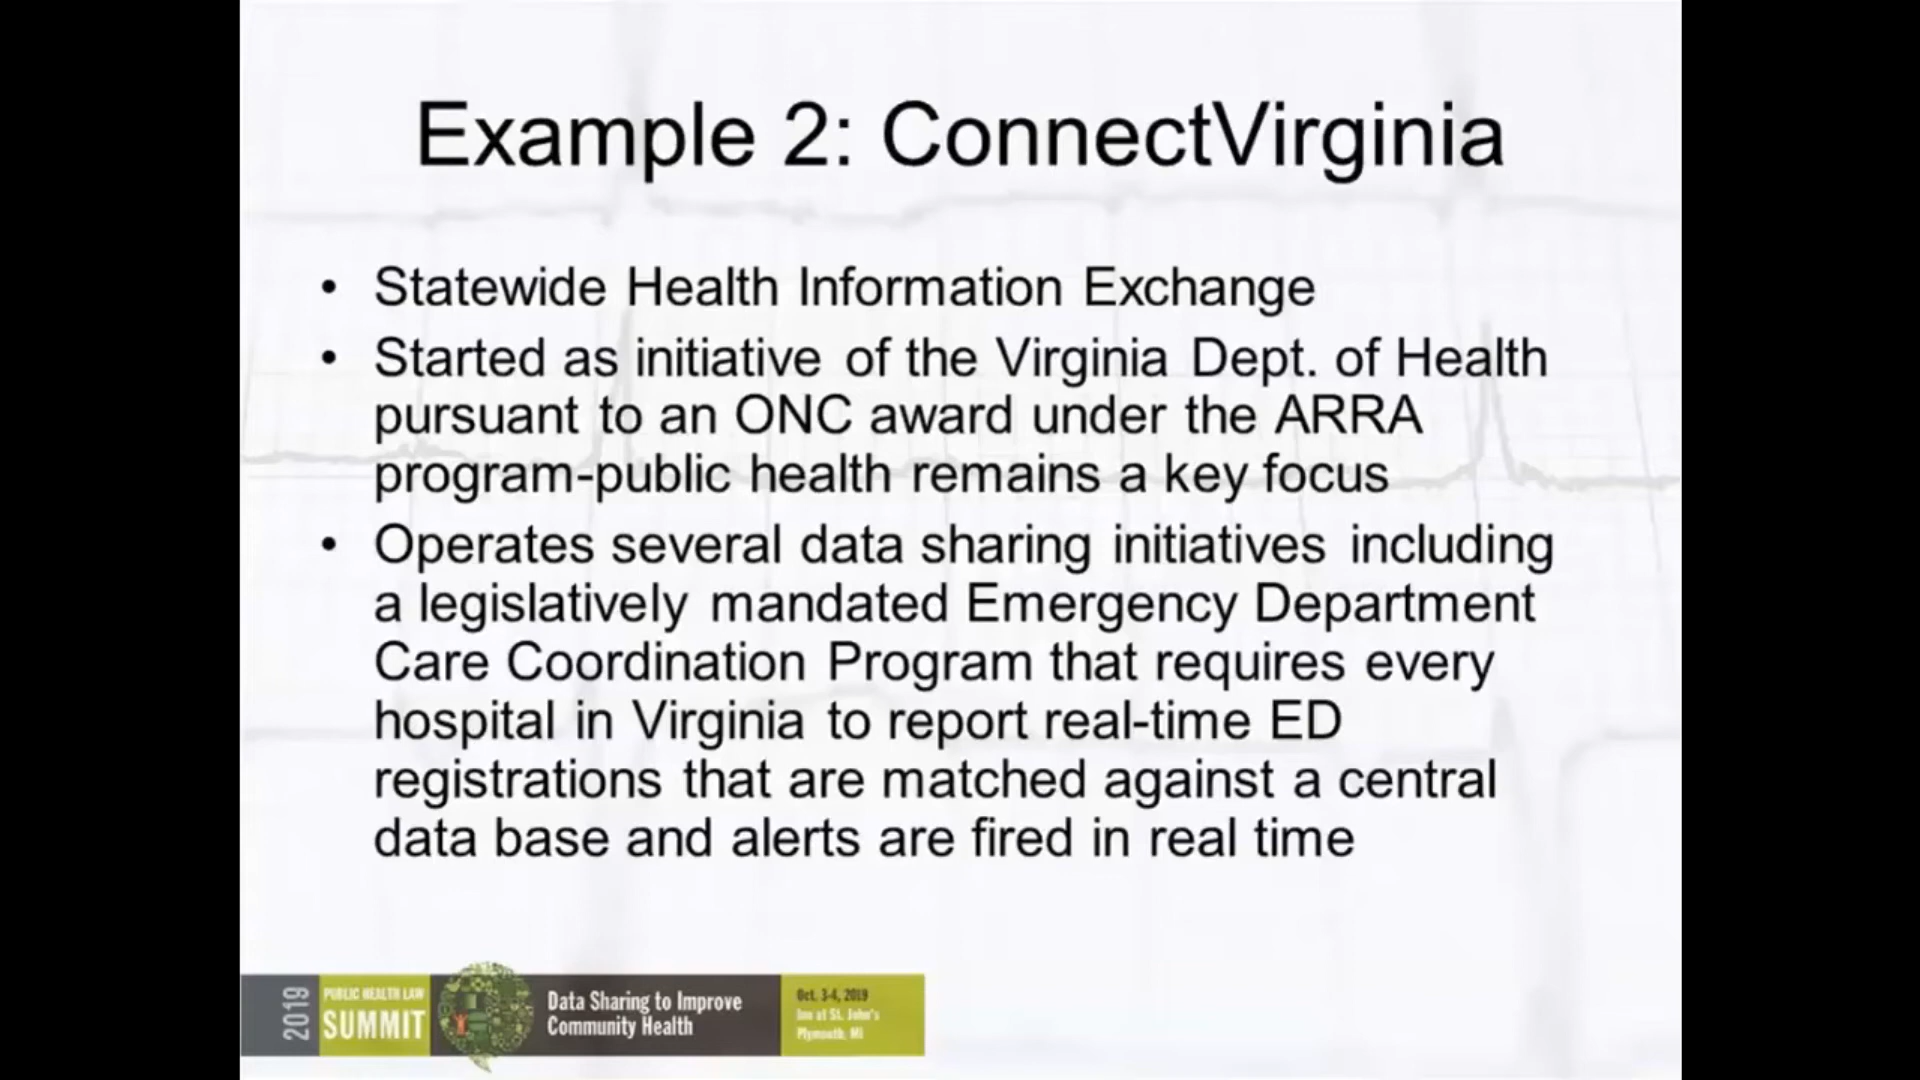 Example 2: ConnectVirginia
• Statewide Health Information Exchange
• Started as initiative of the Virginia Dept. of Health
pursuant to an ONC award under the ARRA
program-public health remains a key focus
• Operates several data sharing initiatives including
a legislatively mandated Emergency Department
Care Coordination Program that requires every
hospital in Virginia to report real-time ED
registrations that are matched against a central
data base and alerts are fired in real time
2019
PUBLIC HEALTH LAW
SUMMIT
Data Sharing to Improve
Community Health
Oct. 3-4, 2019
Inn at St. John's
Plymouth, MI